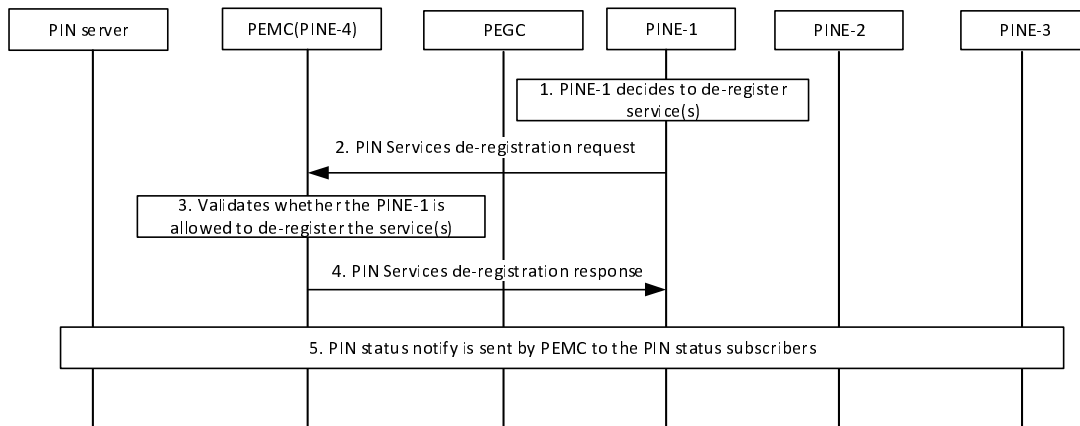 PIN server
PEMC(PINE-4)
PEGC
PINE-1
PINE-2
PINE-3
1. PINE-1 decides to de-register
service(s)
2. PIN Services de-registration request
3. Validates whether the PINE-1 is
allowed to de-register the service(s)
4. PIN Services de-registration response
5. PIN status notify is sent by PEMC to the PIN status subscribers